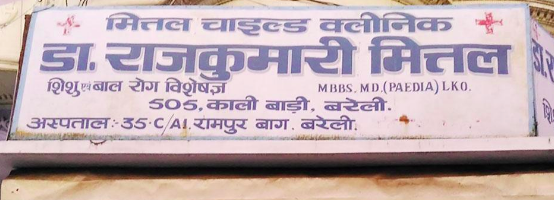 मित्तल चाइल्ड क्लीनिक
डा. राजकुमारी मित्तल
शिशु एवं बाल रोग विशेषज्ञ MBBS. MD.(PAEDIA) LKO.
505, काली बाड़ी, बरेली.
अस्पताल:- 35-C/A1 रामपुर बाग. बरेली.